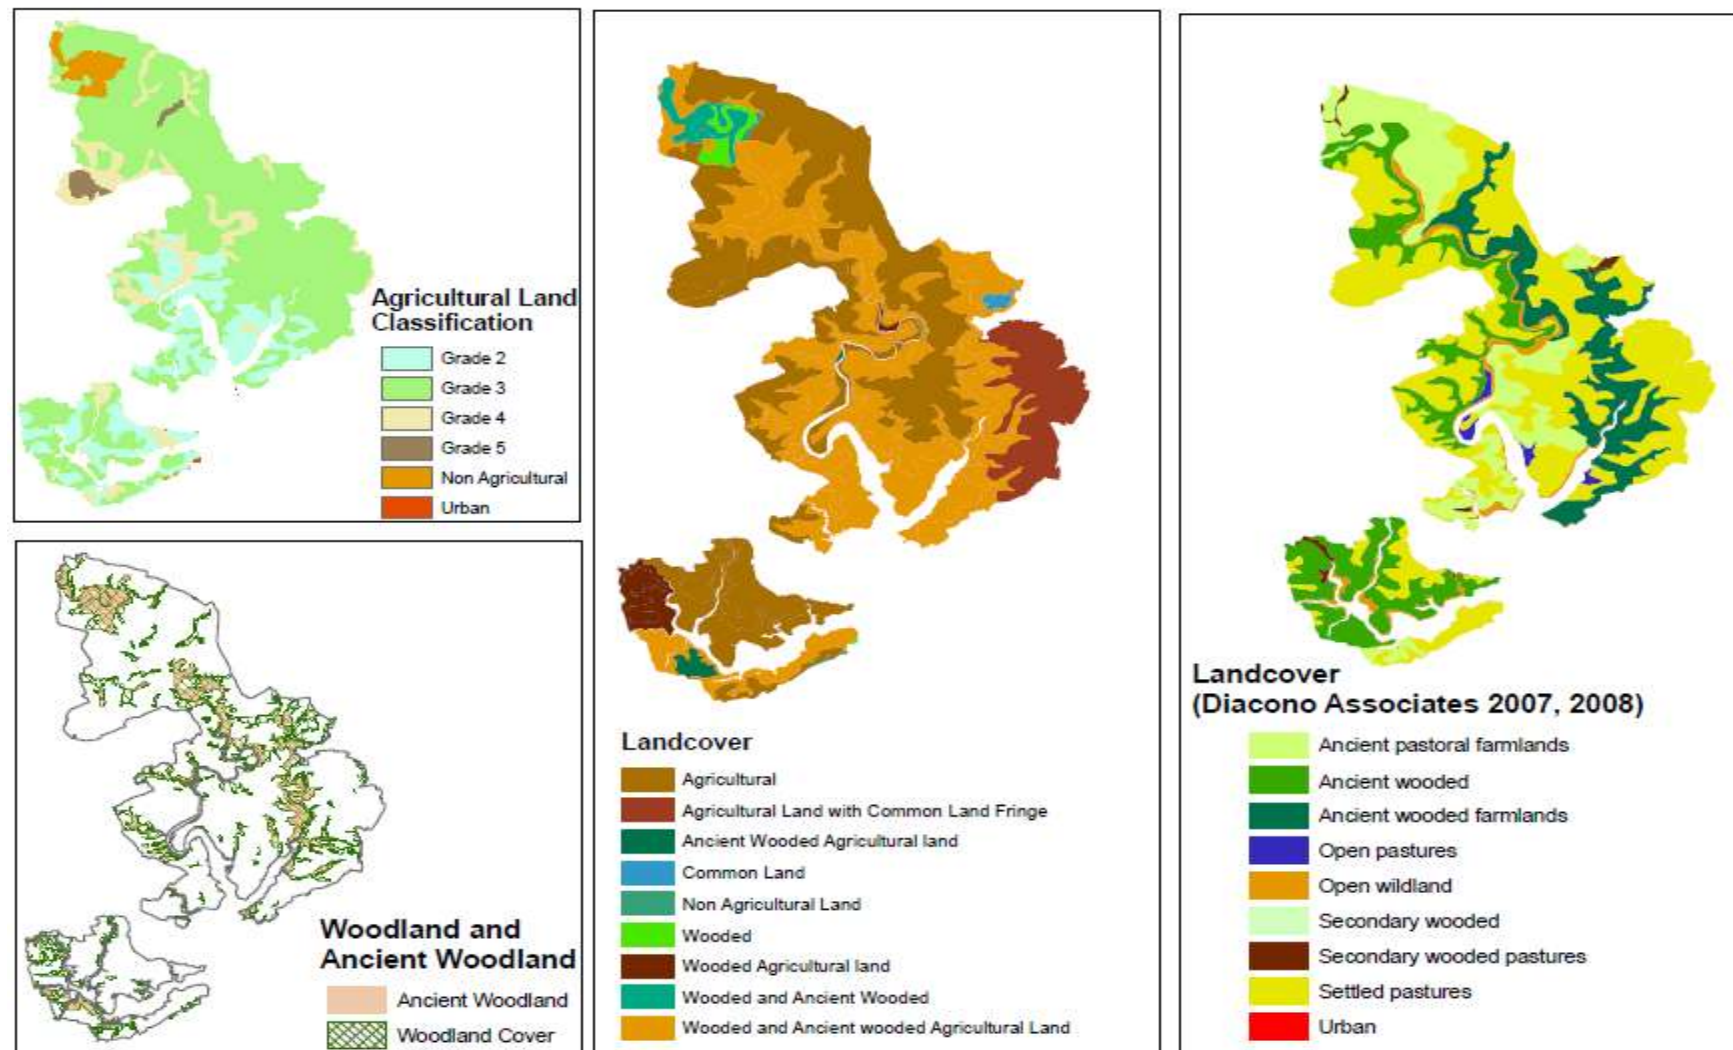 Agricultural Land
Classification
Grade 2
Grade 3
Grade 4
Grade 5
Non Agricultural
Urban
Woodland and
Ancient Woodland
Ancient Woodland
Woodland Cover
Landcover
Agricultural
Agricultural Land with Common Land Fringe
Ancient Wooded Agricultural land
Common Land
Non Agricultural Land
Wooded
Wooded Agricultural land
Wooded and Ancient Wooded
Wooded and Ancient wooded Agricultural Land
Landcover
(Diacono Associates 2007, 2008)
Ancient pastoral farmlands
Ancient wooded
Ancient wooded farmlands
Open pastures
Open wildland
Secondary wooded
Secondary wooded pastures
Settled pastures
Urban